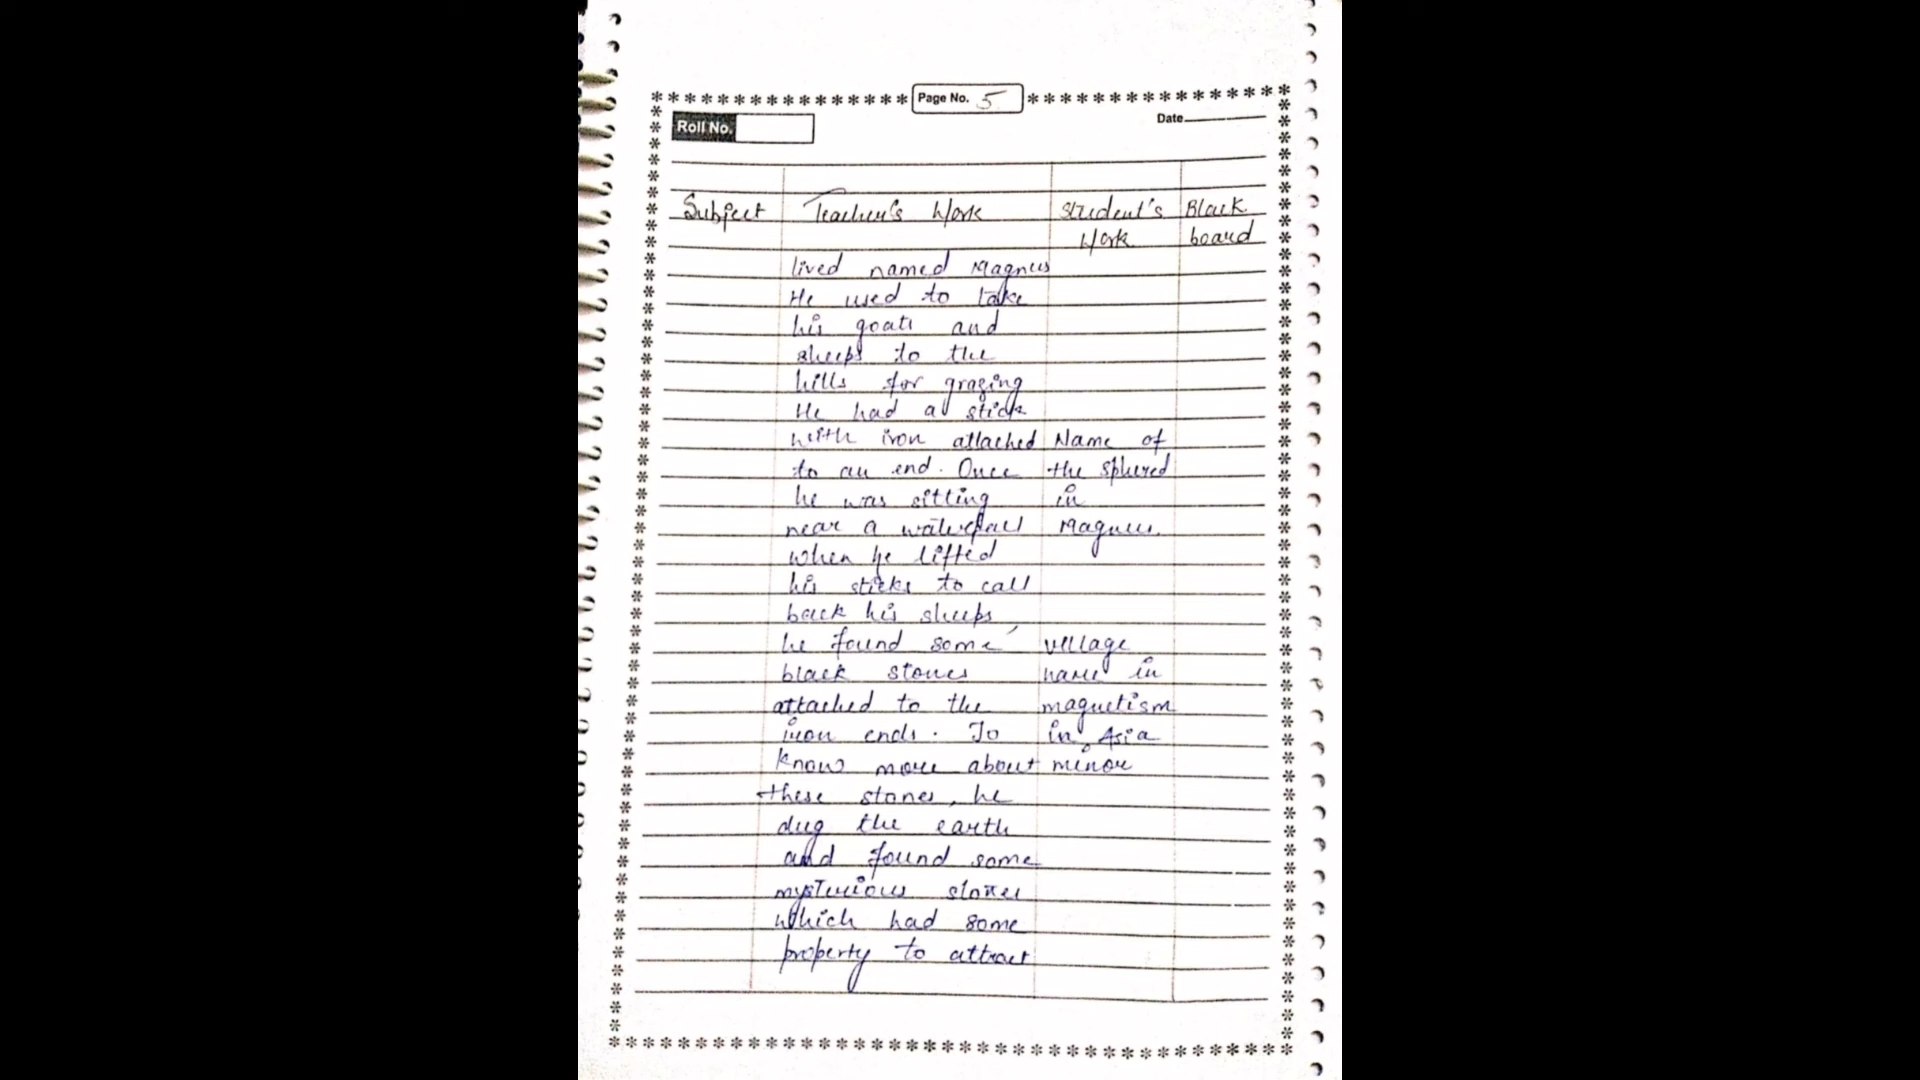 Page No. 5
Roll No.
Date
Subject Teacher's Work Student's Black
Work board
lived named Magnus
He used to take
his goats and
sheeps to the
hills for grazing
He had a stick
with iron attached Name of
to an end. Once the sphered
he was sitting in
near a waterfall Magnus.
when he lifted
his sticks to call
back his sheeps,
he found some village
black stones name in
attached to the magnetism
iron ends. To in Asia
know more about minor
these stones, he
dug the earth
and found some
mysterious stones
which had some
property to attract